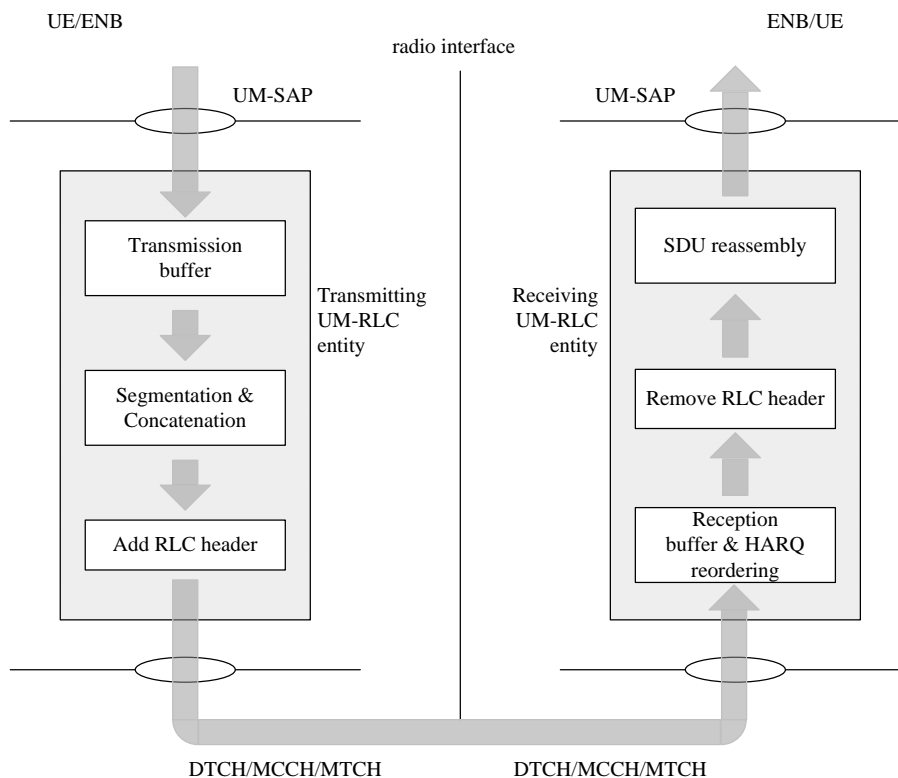 UE/ENB
ENB/UE
radio interface
UM-SAP
UM-SAP
Transmission
buffer
Transmitting
UM-RLC
entity
Segmentation &
Concatenation
Add RLC header
SDU reassembly
Receiving
UM-RLC
entity
Remove RLC header
Reception
buffer & HARQ
reordering
DTCH/MCCH/MTCH
DTCH/MCCH/MTCH